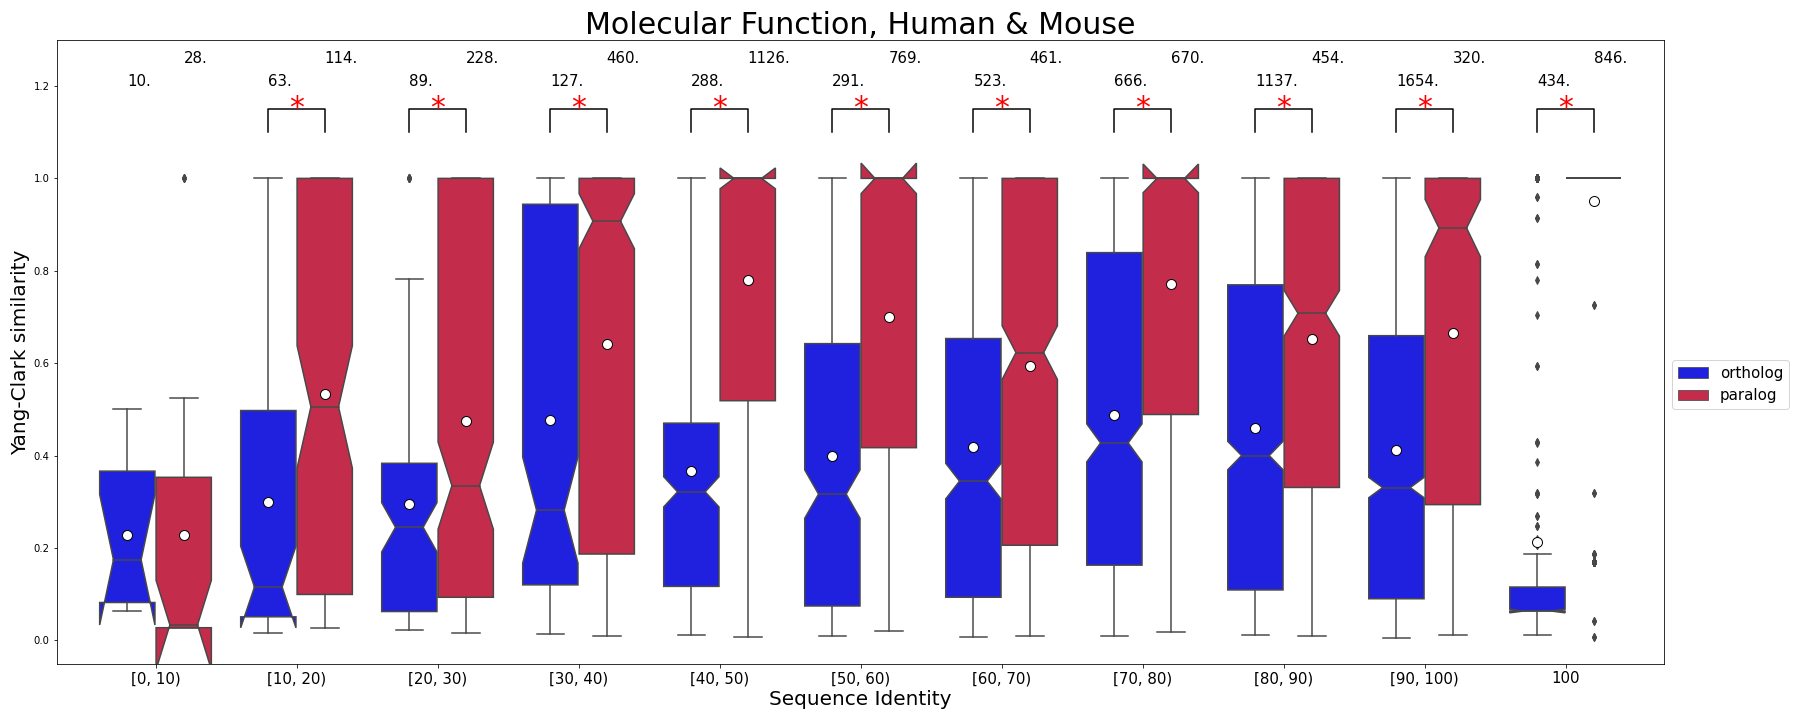 Molecular Function, Human & Mouse
28. 114. 228. 460. 1126. 769. 461. 670. 454. 320. 846.
10. 63. 89. 127. 288. 291. 523. 666. 1137. 1654. 434.
* * * * * * * * * *
1.2
1.0
0.8
0.6
0.4
0.2
0.0
Yang-Clark similarity
ortholog
paralog
[0, 10) [10, 20) [20, 30) [30, 40) [40, 50) [50, 60) [60, 70) [70, 80) [80, 90) [90, 100) 100
Sequence Identity